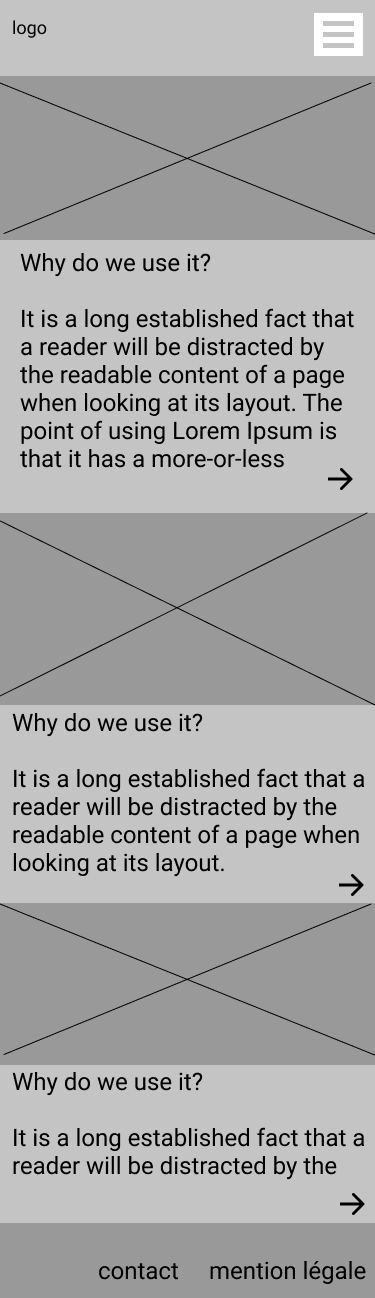 logo
Why do we use it?
It is a long established fact that
a reader will be distracted by
the readable content of a page
when looking at its layout. The
point of using Lorem Ipsum is
that it has a more-or-less
Why do we use it?
It is a long established fact that a
reader will be distracted by the
readable content of a page when
looking at its layout.
Why do we use it?
It is a long established fact that a
reader will be distracted by the
contact mention légale